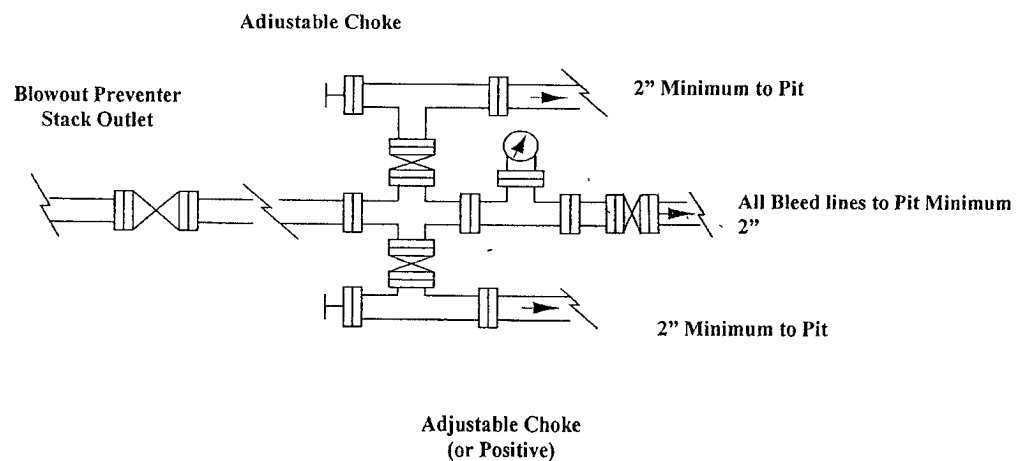 Adiustable Choke
2” Minimum to Pit
Blowout Preventer
Stack Outlet
All Bleed lines to Pit Minimum
2”
2” Minimum to Pit
Adjustable Choke
(or Positive)